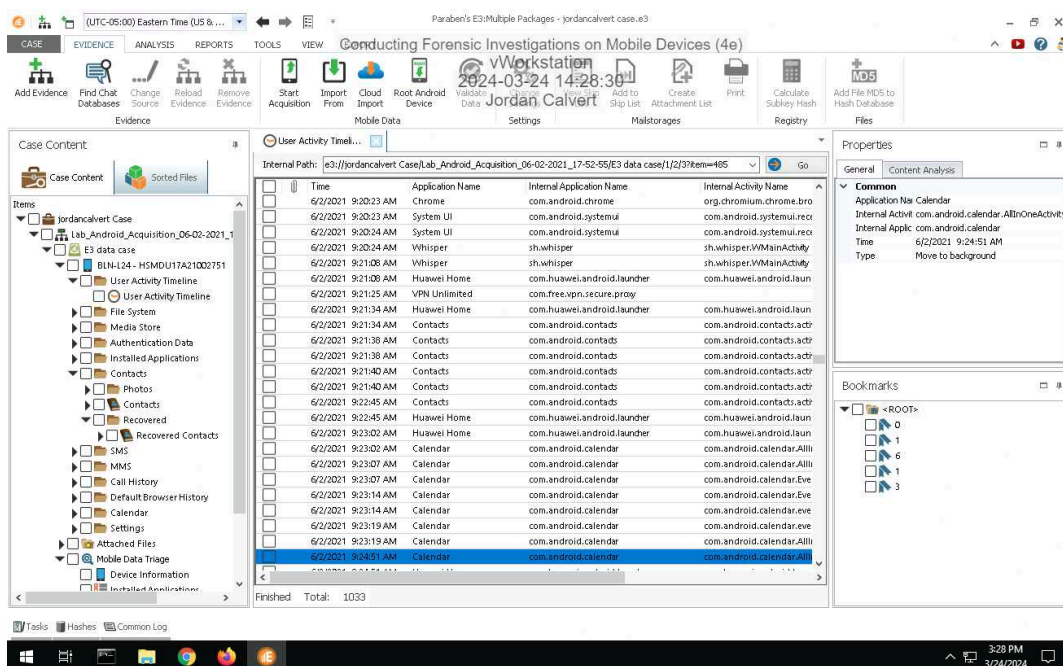 (UTC-05:00) Eastern Time (US & ...
Paraben's E3:Multiple Packages - jordancalvert case.e3
CASE EVIDENCE ANALYSIS REPORTS TOOLS VIEW
Conducting Forensic Investigations on Mobile Devices (4e)
vWorkstation
2024-03-24 14:28:30
Jordan Calvert
Add Evidence
Find Chat Databases
Change Source
Reload Evidence
Remove Evidence
Start Acquisition
Import From
Cloud Import
Root Android Device
Validate Data
Add to Skip List
Create Attachment List
Print
Calculate Subkey Hash
MD5
Add File MD5 to Hash Database
Evidence Mobile Data Settings Mailstorages Registry Files
Case Content
Case Content Sorted Files
Items
jordancalvert Case
Lab_Android_Acquisition_06-02-2021_1
E3 data case
BLN-L24 - HSMDU17A21002751
User Activity Timeline
User Activity Timeline
File System
Media Store
Authentication Data
Installed Applications
Contacts
Photos
Contacts
Recovered
Recovered Contacts
SMS
MMS
Call History
Default Browser History
Calendar
Settings
Attached Files
Mobile Data Triage
Device Information
Installed Applications
User Activity Timeli...
Internal Path: e3://jordancalvert Case/Lab_Android_Acquisition_06-02-2021_17-52-55/E3 data case/1/2/3?item=485 Go
Time Application Name Internal Application Name Internal Activity Name
6/2/2021 9:20:23 AM Chrome com.android.chrome org.chromium.chrome.bro
6/2/2021 9:20:23 AM System UI com.android.systemui com.android.systemui.rece
6/2/2021 9:20:24 AM System UI com.android.systemui com.android.systemui.rece
6/2/2021 9:20:24 AM Whisper sh.whisper sh.whisper.WMainActivity
6/2/2021 9:21:08 AM Whisper sh.whisper sh.whisper.WMainActivity
6/2/2021 9:21:08 AM Huawei Home com.huawei.android.launcher com.huawei.android.laun
6/2/2021 9:21:25 AM VPN Unlimited com.free.vpn.secure.proxy
6/2/2021 9:21:34 AM Huawei Home com.huawei.android.launcher com.huawei.android.laun
6/2/2021 9:21:34 AM Contacts com.android.contacts com.android.contacts.activ
6/2/2021 9:21:38 AM Contacts com.android.contacts com.android.contacts.activ
6/2/2021 9:21:38 AM Contacts com.android.contacts com.android.contacts.activ
6/2/2021 9:21:40 AM Contacts com.android.contacts com.android.contacts.activ
6/2/2021 9:21:40 AM Contacts com.android.contacts com.android.contacts.activ
6/2/2021 9:22:45 AM Contacts com.android.contacts com.android.contacts.activ
6/2/2021 9:22:45 AM Huawei Home com.huawei.android.launcher com.huawei.android.laun
6/2/2021 9:23:02 AM Huawei Home com.huawei.android.launcher com.huawei.android.laun
6/2/2021 9:23:02 AM Calendar com.android.calendar com.android.calendar.AllIn
6/2/2021 9:23:07 AM Calendar com.android.calendar com.android.calendar.AllIn
6/2/2021 9:23:07 AM Calendar com.android.calendar com.android.calendar.Eve
6/2/2021 9:23:14 AM Calendar com.android.calendar com.android.calendar.Eve
6/2/2021 9:23:14 AM Calendar com.android.calendar com.android.calendar.eve
6/2/2021 9:23:19 AM Calendar com.android.calendar com.android.calendar.eve
6/2/2021 9:23:19 AM Calendar com.android.calendar com.android.calendar.AllIn
6/2/2021 9:24:51 AM Calendar com.android.calendar com.android.calendar.AllIn
Finished Total: 1033
Properties
General Content Analysis
Common
Application Nar Calendar
Internal Activit com.android.calendar.AllInOneActivity
Internal Applic com.android.calendar
Time 6/2/2021 9:24:51 AM
Type Move to background
Bookmarks
<ROOT>
0
1
6
1
3
Tasks Hashes Common Log
3:28 PM
3/24/2024